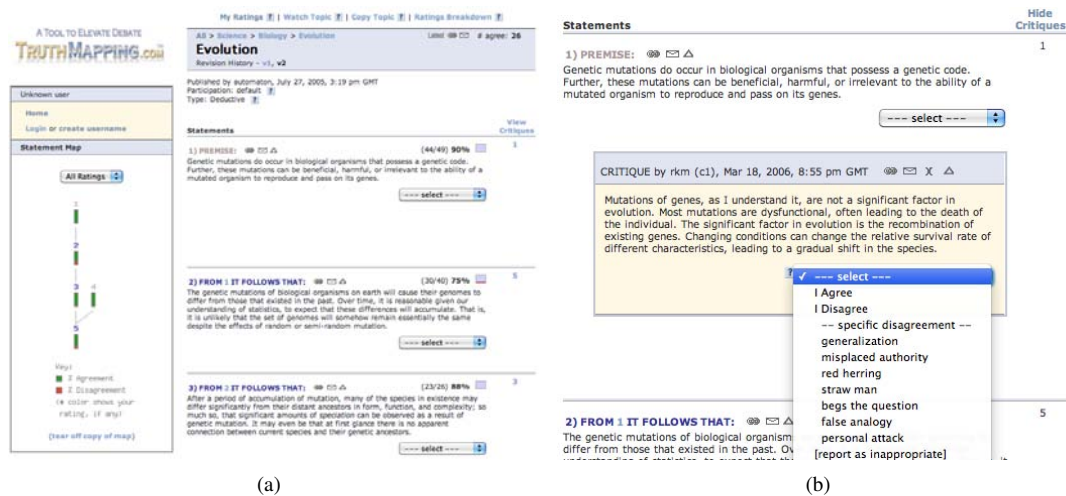 My Ratings ? | Watch Topic ? | Copy Topic ? | Ratings Breakdown ?
A TOOL TO ELEVATE DEBATE
TRUTHMAPPING.COM
Unknown user
Home
Login or create username
Statement Map
All Ratings
1
2
3 4
5
Key:
% Agreement
% Disagreement
color shows your
rating, if any)
(tear off copy of map)
All > Science > Biology > Evolution
# agree: 26
Evolution
Revision History - v1, v2
Published by automaton, July 27, 2005, 3:19 pm GMT
Participation: default ?
Type: Deductive ?
Statements
View
Critiques
1) PREMISE: (44/49) 90% 1
Genetic mutations do occur in biological organisms that possess a genetic code.
Further, these mutations can be beneficial, harmful, or irrelevant to the ability of a
mutated organism to reproduce and pass on its genes.
--- select ---
2) FROM 1 IT FOLLOWS THAT: (30/40) 75% 5
The genetic mutations of biological organisms on earth will cause their genomes to
differ from those that existed in the past. Over time, it is reasonable given our
understanding of statistics, to expect that these differences will accumulate. That is,
it is unlikely that the set of genomes will somehow remain essentially the same
despite the effects of random or semi-random mutation.
--- select ---
3) FROM 2 IT FOLLOWS THAT: (23/26) 88% 3
After a period of accumulation of mutation, many of the species in existence may
differ significantly from their distant ancestors in form, function, and complexity; so
much so, that significant amounts of speciation can be observed as a result of
genetic mutation. It may even be that at first glance there is no apparent
connection between current species and their genetic ancestors.
--- select ---
(a)
Statements
Hide
Critiques
1) PREMISE: 1
Genetic mutations do occur in biological organisms that possess a genetic code.
Further, these mutations can be beneficial, harmful, or irrelevant to the ability of a
mutated organism to reproduce and pass on its genes.
--- select ---
CRITIQUE by rkm (c1), Mar 18, 2006, 8:55 pm GMT X
Mutations of genes, as I understand it, are not a significant factor in
evolution. Most mutations are dysfunctional, often leading to the death of
the individual. The significant factor in evolution is the recombination of
existing genes. Changing conditions can change the relative survival rate of
different characteristics, leading to a gradual shift in the species.
? ✓ --- select ---
I Agree
I Disagree
-- specific disagreement --
generalization
misplaced authority
red herring
straw man
begs the question
false analogy
personal attack
[report as inappropriate]
2) FROM 1 IT FOLLOWS THAT: 5
The genetic mutations of biological organism
differ from those that existed in the past. Ov
(b)